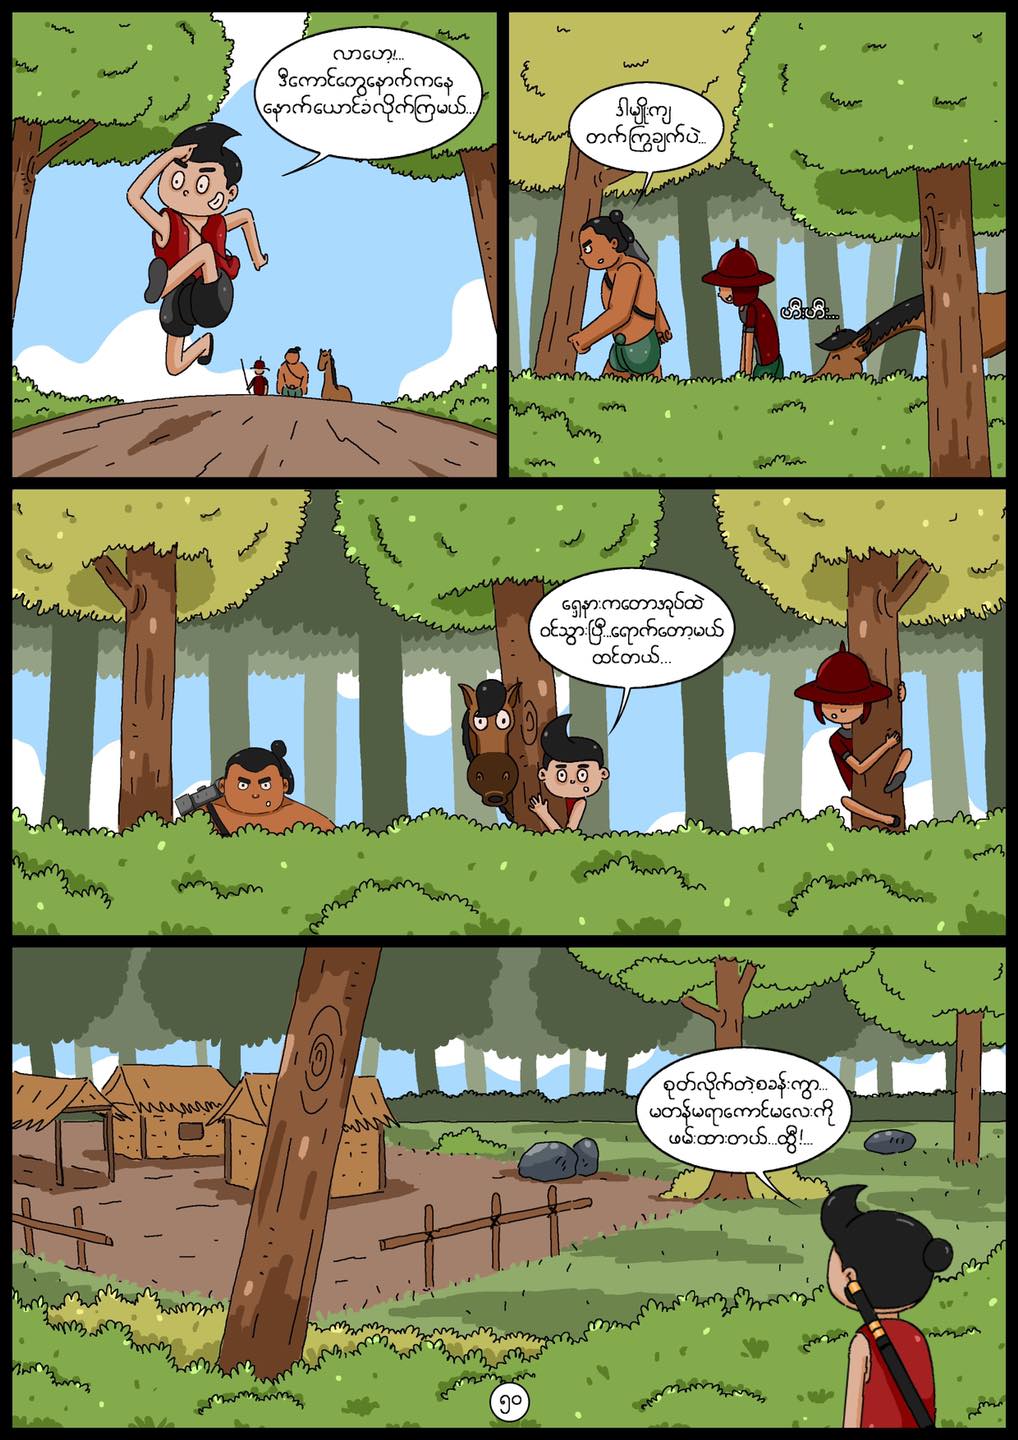 လာဟေ့!...
ဒီကောင်တွေနောက်ကနေ
နောက်ယောင်ခံလိုက်ကြမယ်...
ဒါမျိုးကျ
တက်ကြွချက်ပဲ...
ဟီးဟီး...
ရှေ့နားကတောအုပ်ထဲ
ဝင်သွားပြီ...ရောက်တော့မယ်
ထင်တယ်...
စုတ်လိုက်တဲ့စခန်းကွာ...
မတန်မရာကောင်မလေးကို
ဖမ်းထားတယ်...ထွီ!...
၅၀